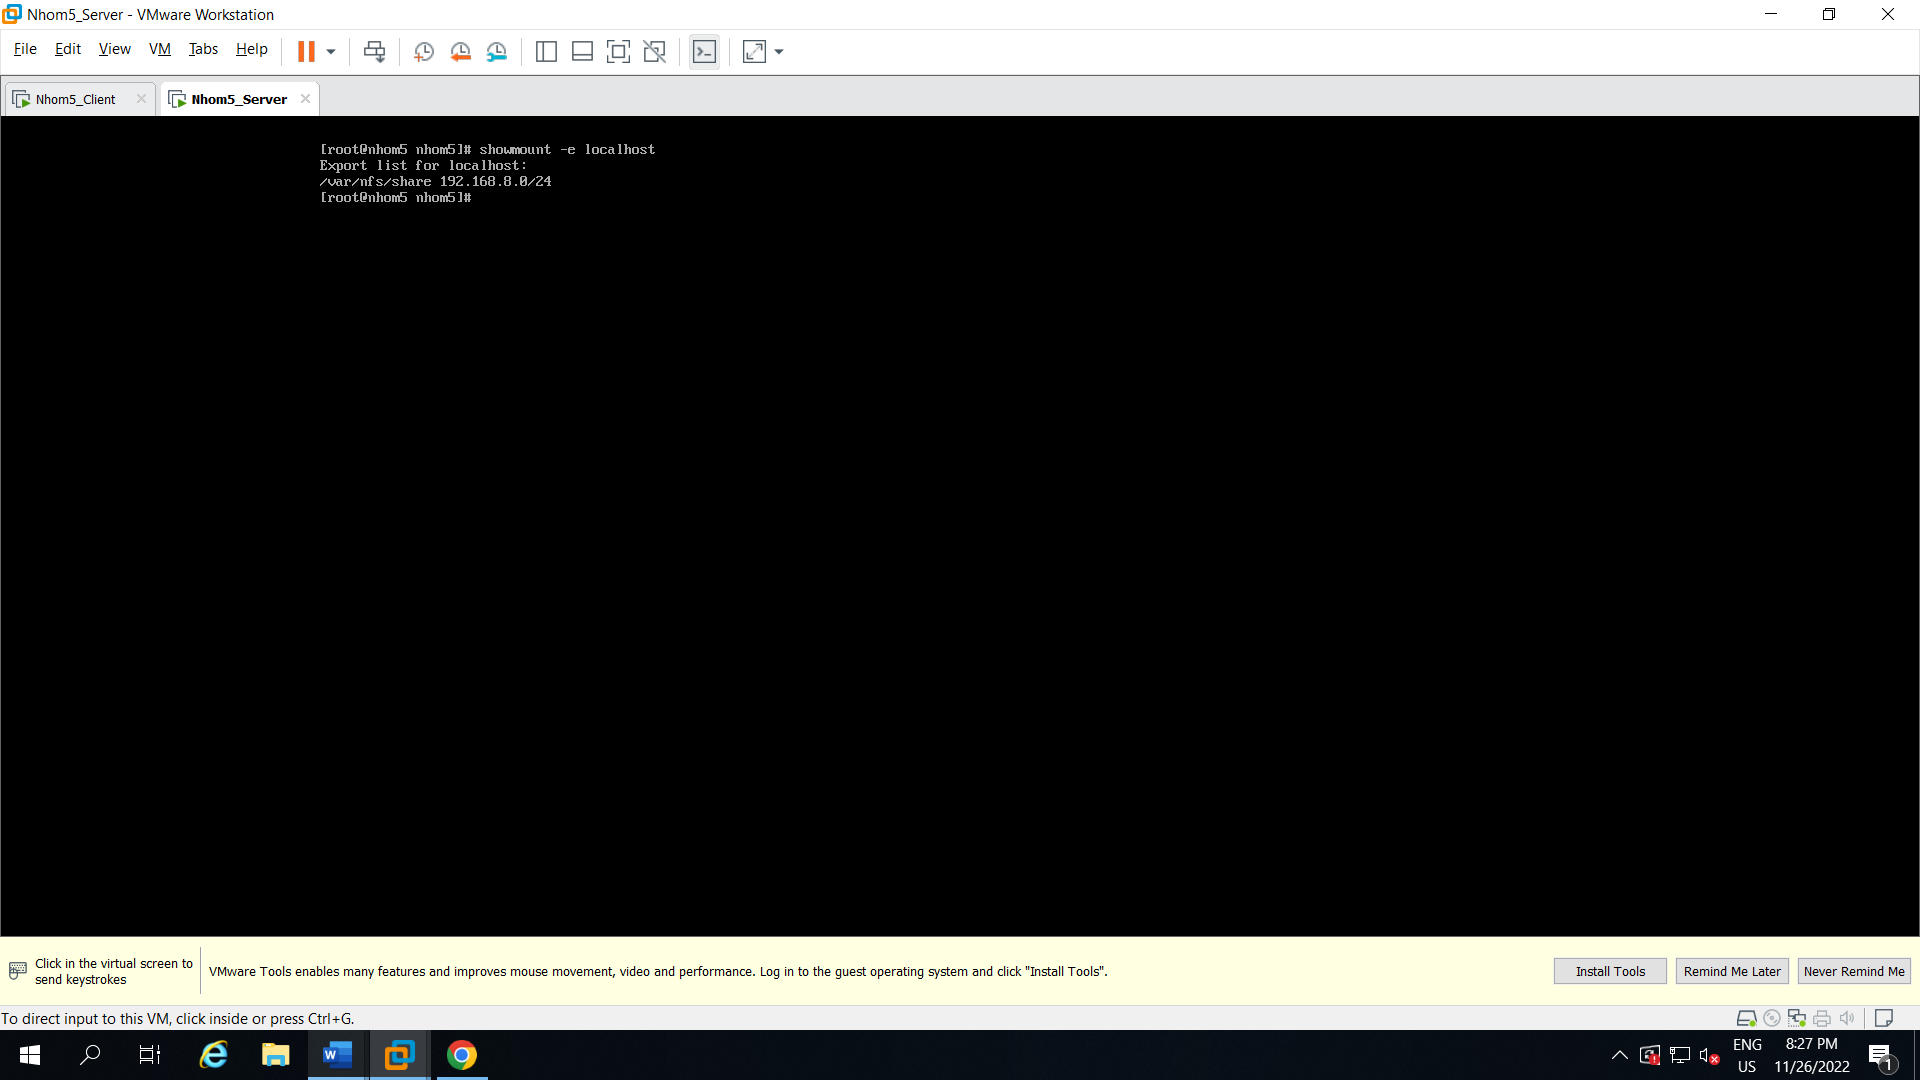 Nhom5_Server - VMware Workstation
File Edit View VM Tabs Help
Nhom5_Client Nhom5_Server
[root@nhom5 nhom5]# showmount -e localhost
Export list for localhost:
/var/nfs/share 192.168.8.0/24
[root@nhom5 nhom5]#
Click in the virtual screen to
send keystrokes
VMware Tools enables many features and improves mouse movement, video and performance. Log in to the guest operating system and click "Install Tools".
Install Tools Remind Me Later Never Remind Me
To direct input to this VM, click inside or press Ctrl+G.
ENG 8:27 PM
US 11/26/2022
1